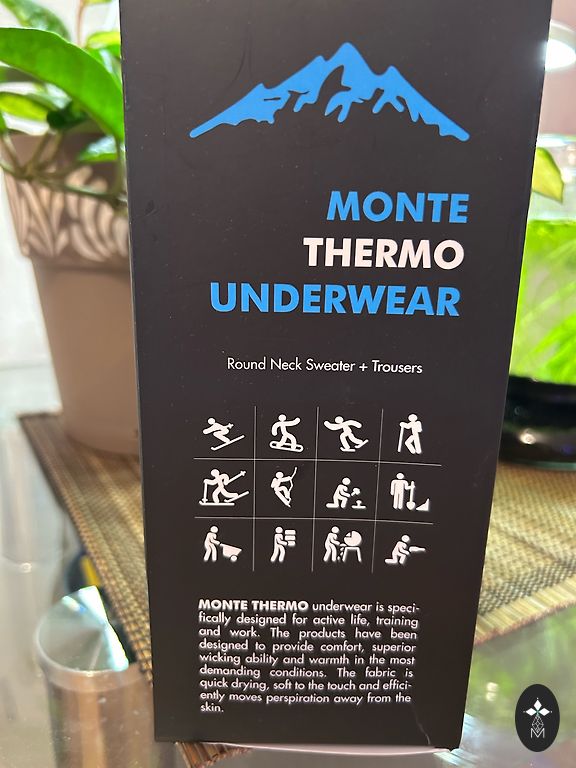 MONTE
THERMO
UNDERWEAR
Round Neck Sweater + Trousers
MONTE THERMO underwear is speci-
fically designed for active life, training
and work. The products have been
designed to provide comfort, superior
wicking ability and warmth in the most
demanding conditions. The fabric is
quick drying, soft to the touch and effici-
ently moves perspiration away from the
skin.
M